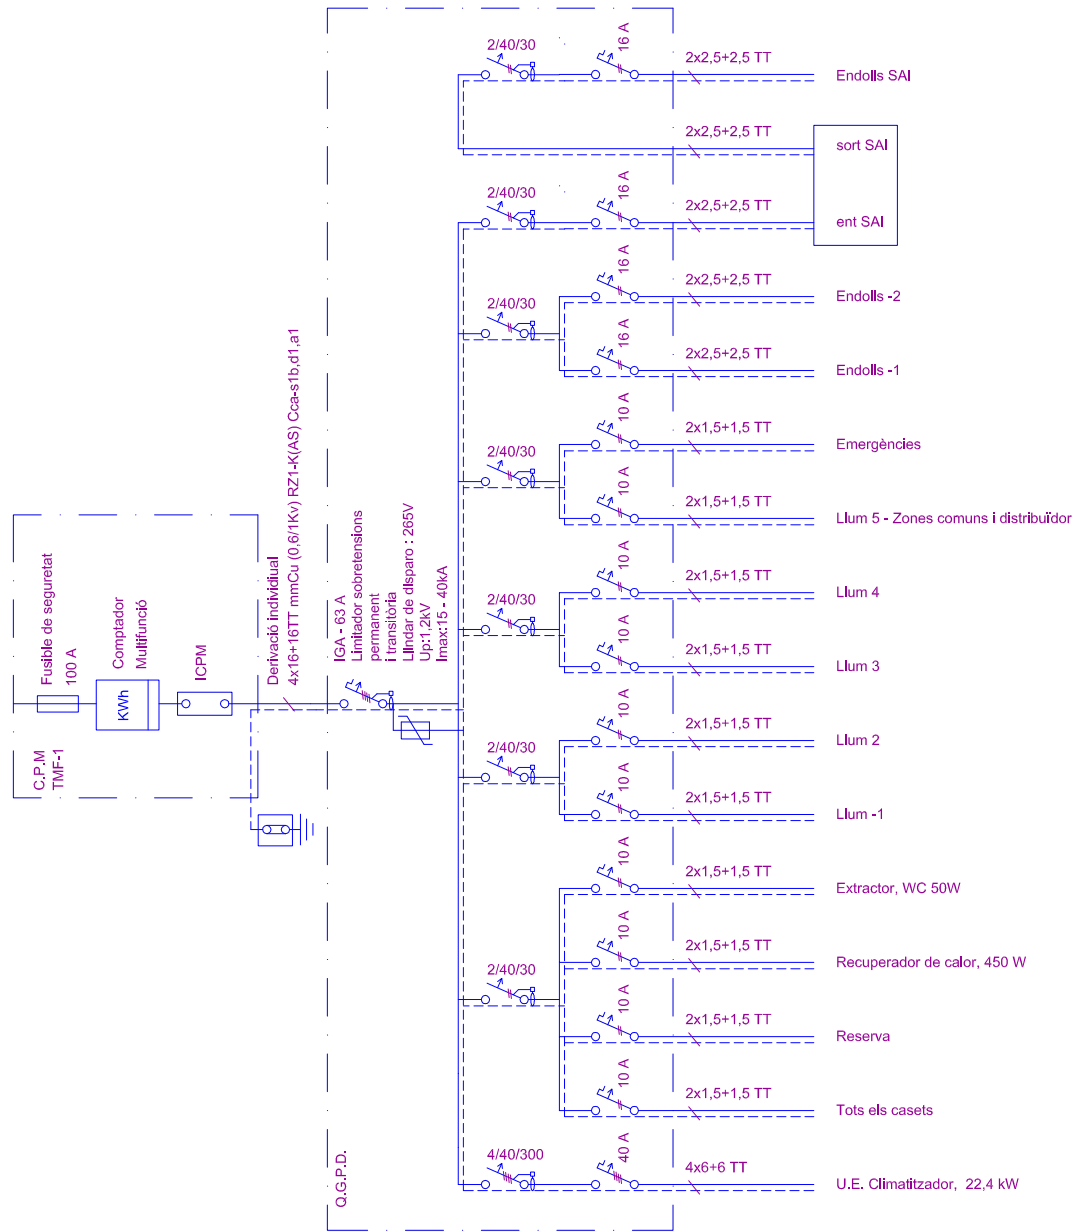 2/40/30
16 A
2x2,5+2,5 TT
Endolls SAI
2x2,5+2,5 TT
sort SAI
2/40/30
16 A
2x2,5+2,5 TT
ent SAI
16 A
2x2,5+2,5 TT
Endolls -2
2/40/30
16 A
2x2,5+2,5 TT
Endolls -1
10 A
2x1,5+1,5 TT
Emergències
2/40/30
10 A
2x1,5+1,5 TT
Llum 5 - Zones comuns i distribuïdor
10 A
2x1,5+1,5 TT
Llum 4
2/40/30
10 A
2x1,5+1,5 TT
Llum 3
Fusible de seguretat
100 A
Comptador
Multifunció
KWh
ICPM
C.P.M
TMF-1
Derivació individiual
4x16+16TT mmCu (0,6/1Kv) RZ1-K(AS) Cca-s1b,d1,a1
IGA - 63 A
Limitador sobretensions
permanent
i transitòria
Llindar de disparo : 265V
Up:1,2kV
Imax:15 - 40kA
10 A
2x1,5+1,5 TT
Llum 2
2/40/30
10 A
2x1,5+1,5 TT
Llum -1
10 A
2x1,5+1,5 TT
Extractor, WC 50W
10 A
2x1,5+1,5 TT
Recuperador de calor, 450 W
2/40/30
10 A
2x1,5+1,5 TT
Reserva
10 A
2x1,5+1,5 TT
Tots els casets
Q.G.P.D.
4/40/300
40 A
4x6+6 TT
U.E. Climatitzador, 22,4 kW